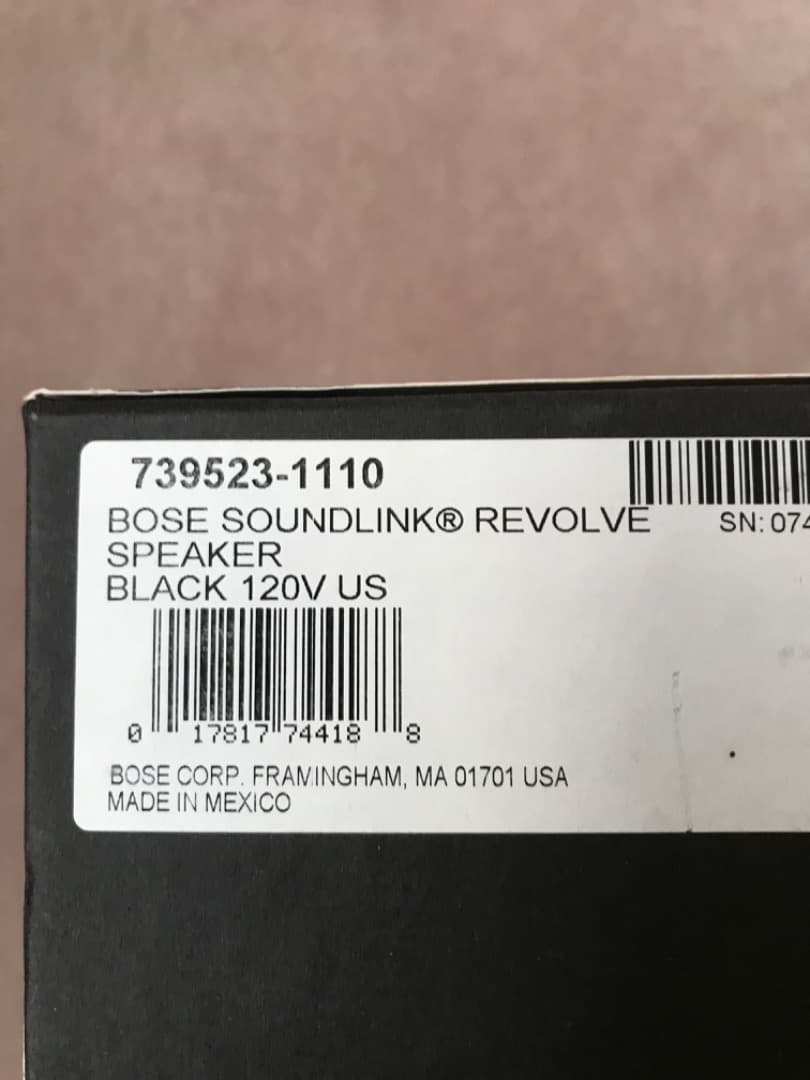 739523-1110
BOSE SOUNDLINK® REVOLVE
SPEAKER
BLACK 120V US
SN: 074
0 17817 74418 8
BOSE CORP. FRAMINGHAM, MA 01701 USA
MADE IN MEXICO